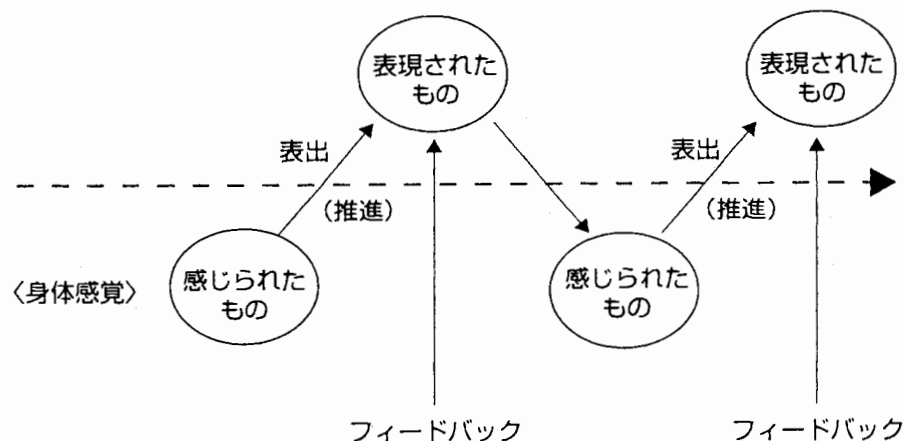 表現された
もの
表現された
もの
表出
表出
(推進)
(推進)
〈身体感覚〉
感じられた
もの
感じられた
もの
フィードバック
フィードバック